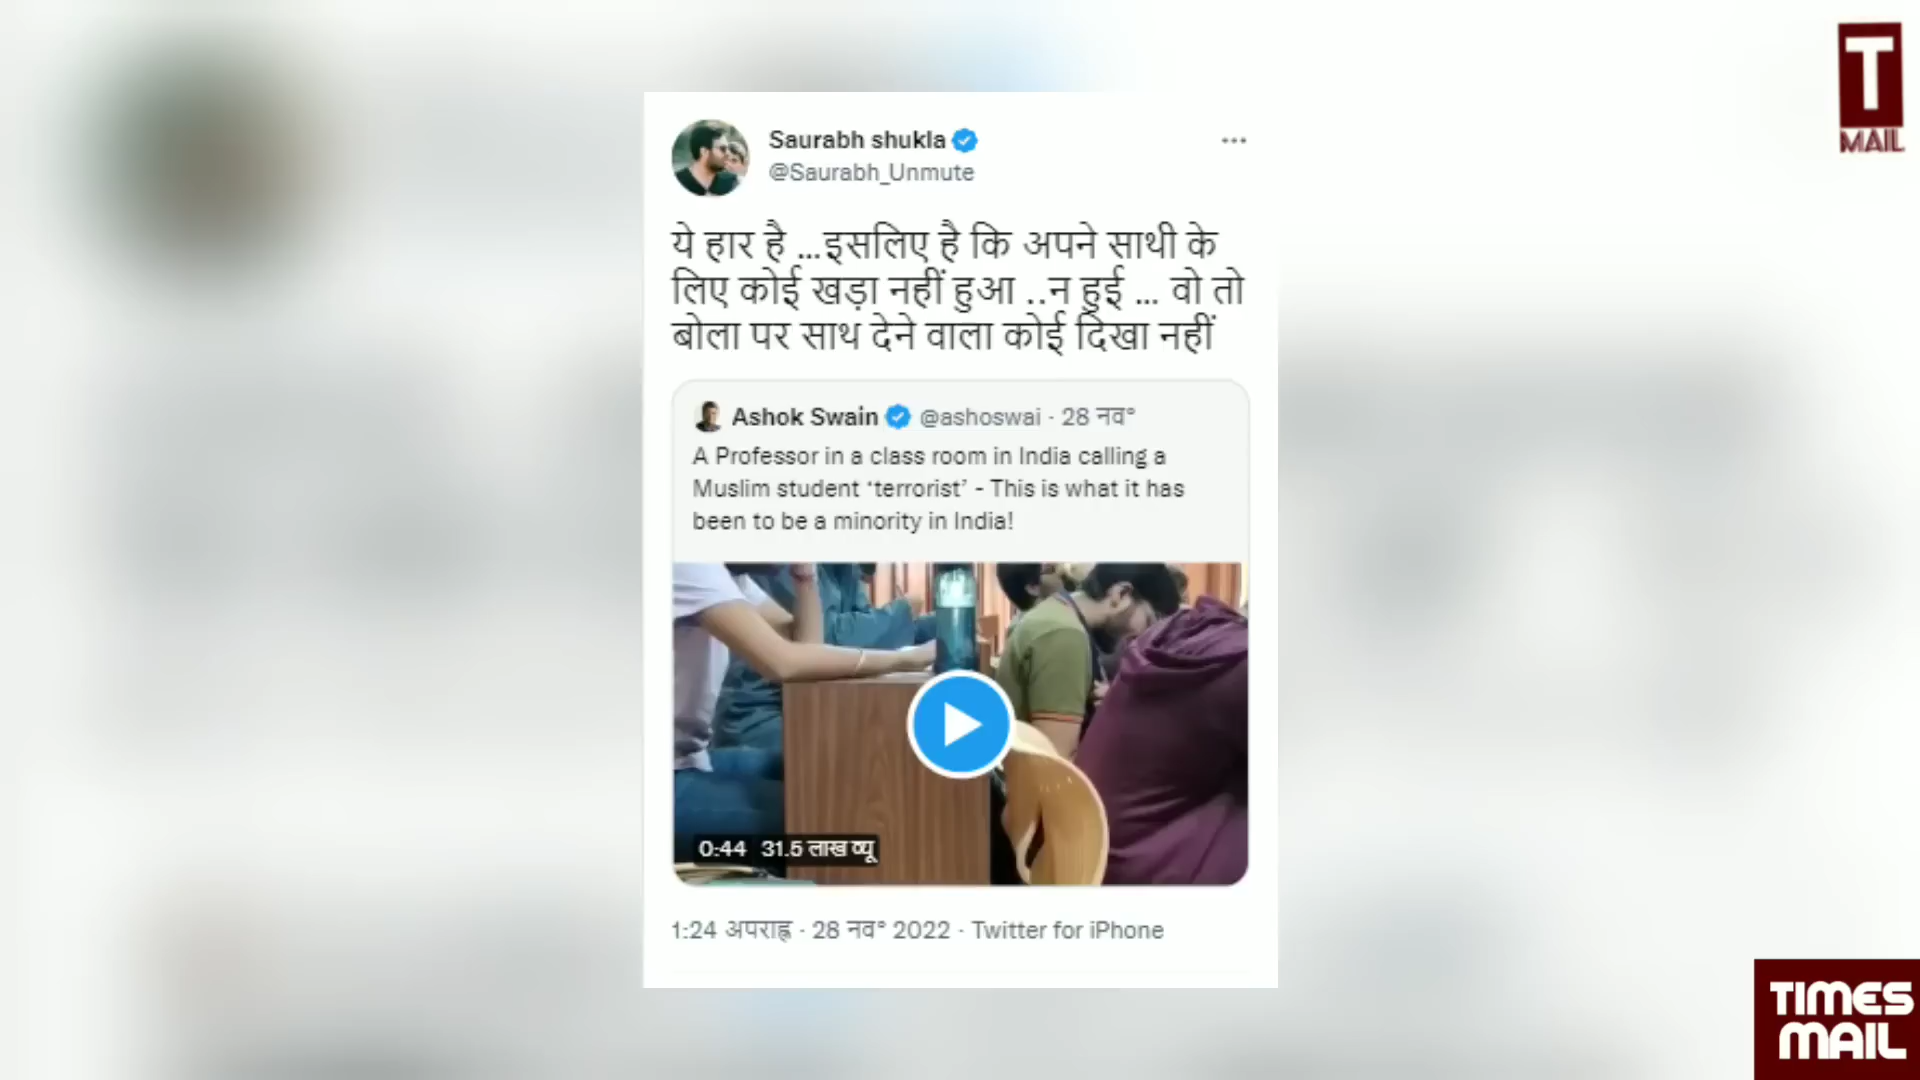 T
MAIL
Saurabh shukla
@Saurabh_Unmute
ये हार है ...इसलिए है कि अपने साथी के
लिए कोई खड़ा नहीं हुआ ..न हुई ... वो तो
बोला पर साथ देने वाला कोई दिखा नहीं
Ashok Swain @ashoswai · 28 नव॰
A Professor in a class room in India calling a
Muslim student ‘terrorist’ - This is what it has
been to be a minority in India!
0:44 31.5 लाख व्यू
1:24 अपराह्न · 28 नव॰ 2022 · Twitter for iPhone
TIMES
MAIL